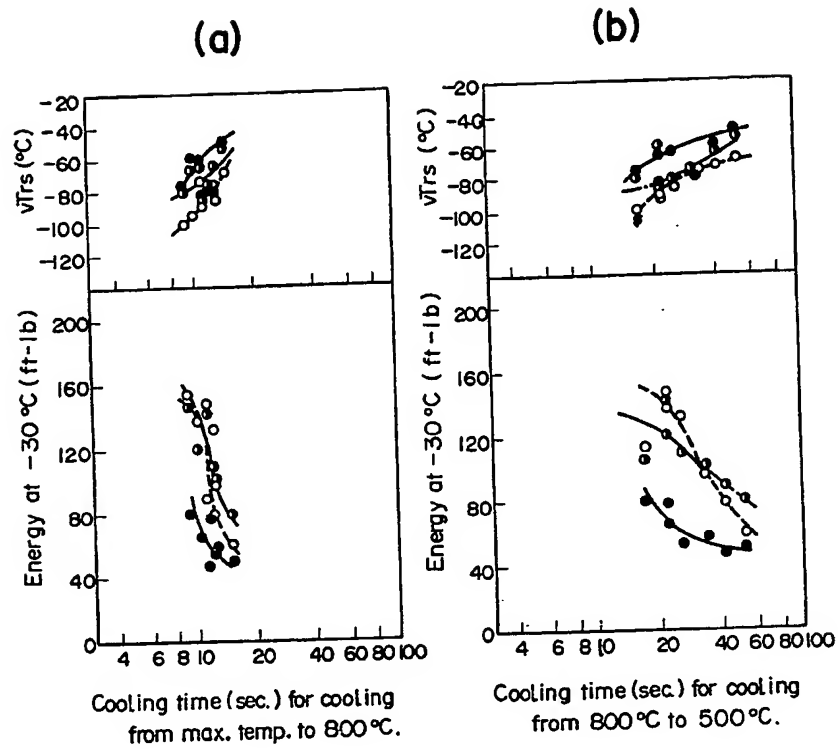 (a)
(b)
vTrs (°C)
-20
-40
-60
-80
-100
-120
Energy at -30°C (ft-lb)
200
160
120
80
40
0
4 6 8 10 20 40 60 80 100
Cooling time (sec.) for cooling
from max. temp. to 800°C.
vTrs (°C)
-20
-40
-60
-80
-100
-120
Energy at -30°C (ft-lb)
200
160
120
80
40
0
4 6 8 10 20 40 60 80 100
Cooling time (sec.) for cooling
from 800°C to 500°C.